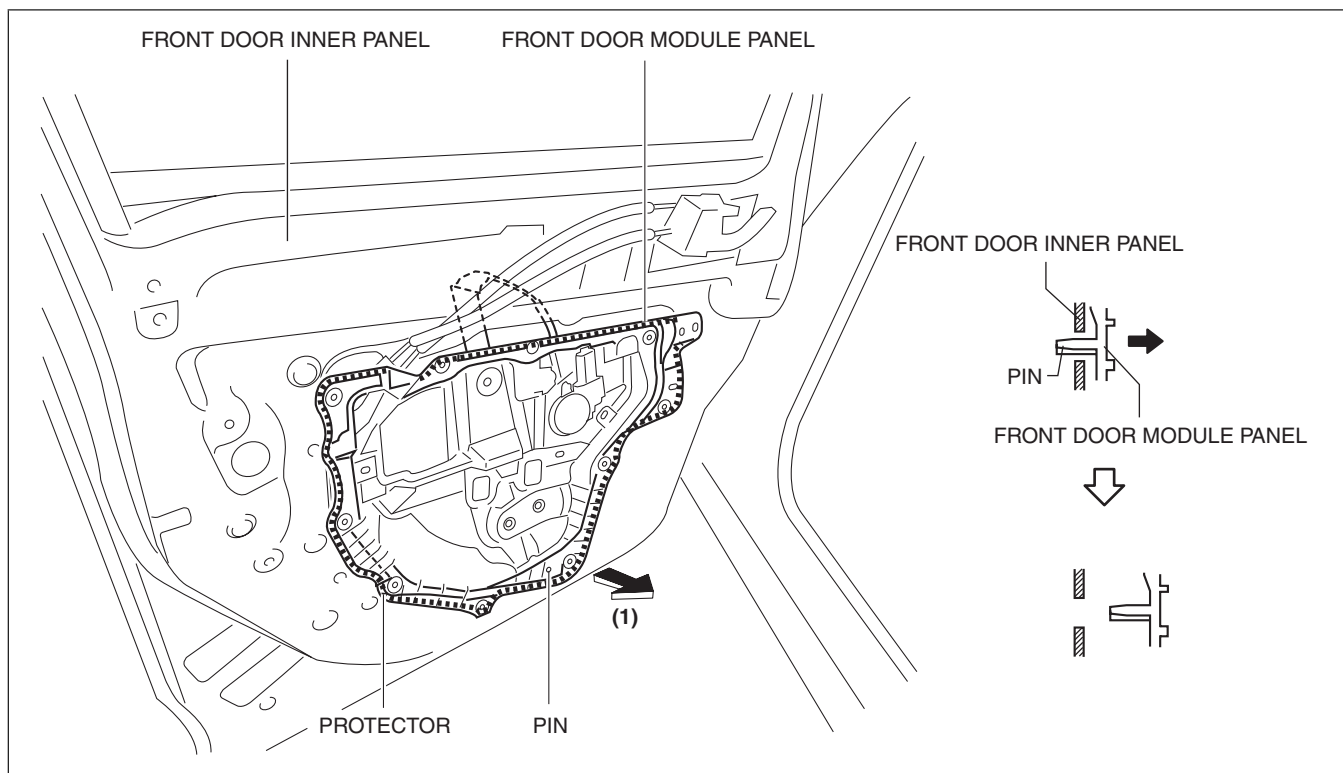 FRONT DOOR INNER PANEL
FRONT DOOR MODULE PANEL
FRONT DOOR INNER PANEL
PIN
FRONT DOOR MODULE PANEL
(1)
PROTECTOR
PIN